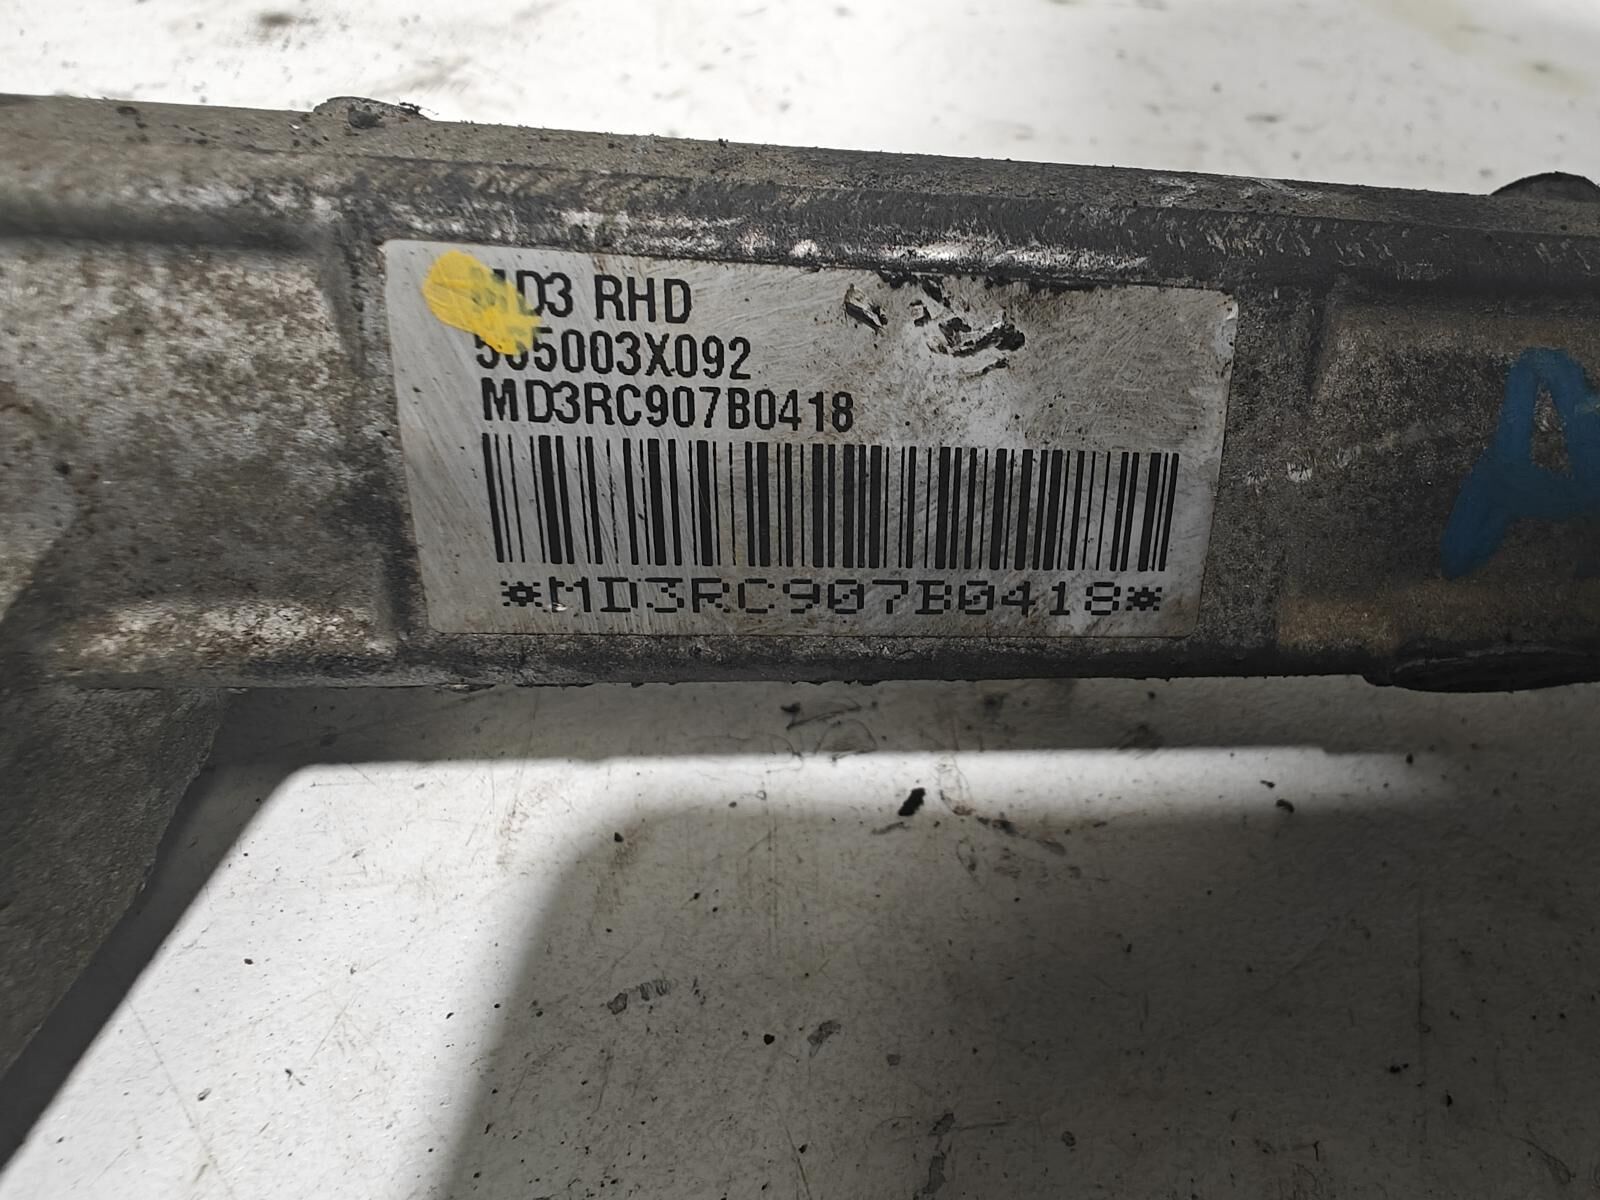 MD3 RHD
565003X092
MD3RC907B0418
*MD3RC907B0418*
A